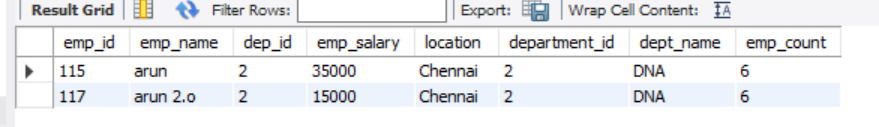 Result Grid Filter Rows: Export: Wrap Cell Content: IA
emp_id emp_name dep_id emp_salary location department_id dept_name emp_count
115 arun 2 35000 Chennai 2 DNA 6
117 arun 2.o 2 15000 Chennai 2 DNA 6